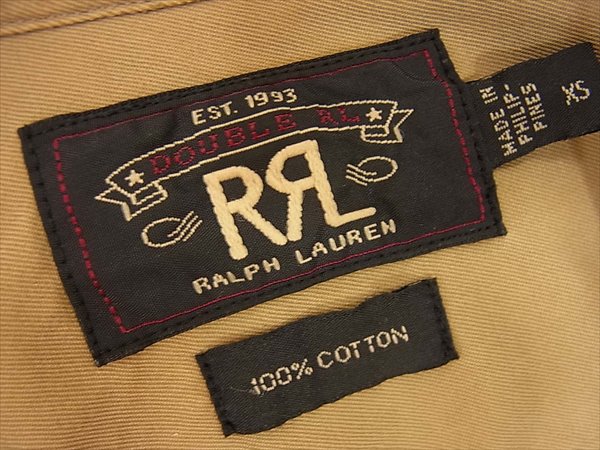 EST. 1993
DOUBLE RL
RRL
RALPH LAUREN
MADE IN
PHILIP-
PINES
XS
100% COTTON